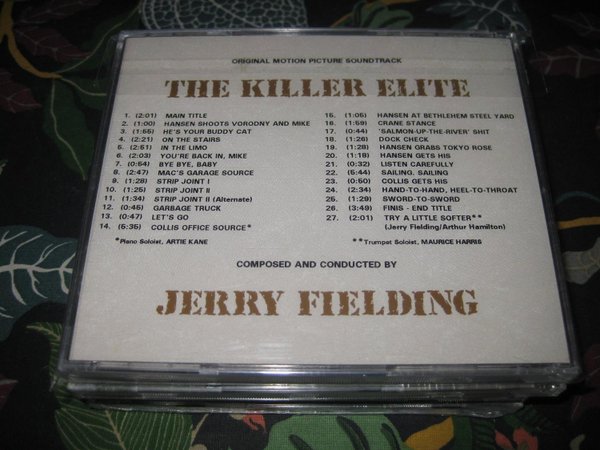 ORIGINAL MOTION PICTURE SOUNDTRACK
THE KILLER ELITE
1. (2:01) MAIN TITLE
2. (1:00) HANSEN SHOOTS VORODNY AND MIKE
3. (1:55) HE'S YOUR BUDDY CAT
4. (2:21) ON THE STAIRS
5. (2:51) IN THE LIMO
6. (2:03) YOU'RE BACK IN, MIKE
7. (0:54) BYE BYE, BABY
8. (2:47) MAC'S GARAGE SOURCE
9. (1:29) STRIP JOINT I
10. (1:25) STRIP JOINT II
11. (1:34) STRIP JOINT II (Alternate)
12. (0:45) GARBAGE TRUCK
13. (0:47) LET'S GO
14. (6:35) COLLIS OFFICE SOURCE*
*Piano Soloist, ARTIE KANE
15. (1:05) HANSEN AT BETHLEHEM STEEL YARD
16. (1:59) CRANE STANCE
17. (0:44) 'SALMON-UP-THE-RIVER' SHIT
18. (1:26) DOCK CHECK
19. (1:28) HANSEN GRABS TOKYO ROSE
20. (1:18) HANSEN GETS HIS
21. (0:32) LISTEN CAREFULLY
22. (5:44) SAILING, SAILING
23. (0:50) COLLIS GETS HIS
24. (2:34) HAND-TO-HAND, HEEL-TO-THROAT
25. (1:29) SWORD-TO-SWORD
26. (3:49) FINIS - END TITLE
27. (2:01) TRY A LITTLE SOFTER**
(Jerry Fielding/Arthur Hamilton)
**Trumpet Soloist, MAURICE HARRIS
COMPOSED AND CONDUCTED BY
JERRY FIELDING